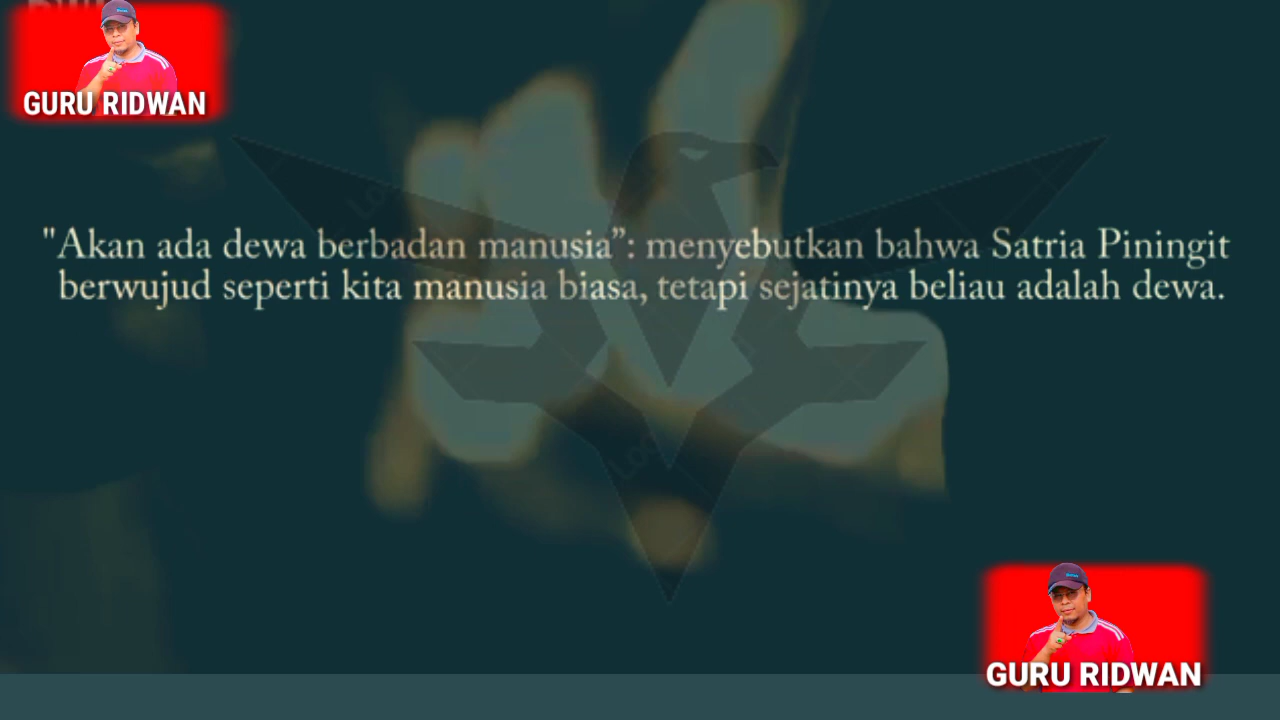 GURU RIDWAN
"Akan ada dewa berbadan manusia”: menyebutkan bahwa Satria Piningit
berwujud seperti kita manusia biasa, tetapi sejatinya beliau adalah dewa.
GURU RIDWAN